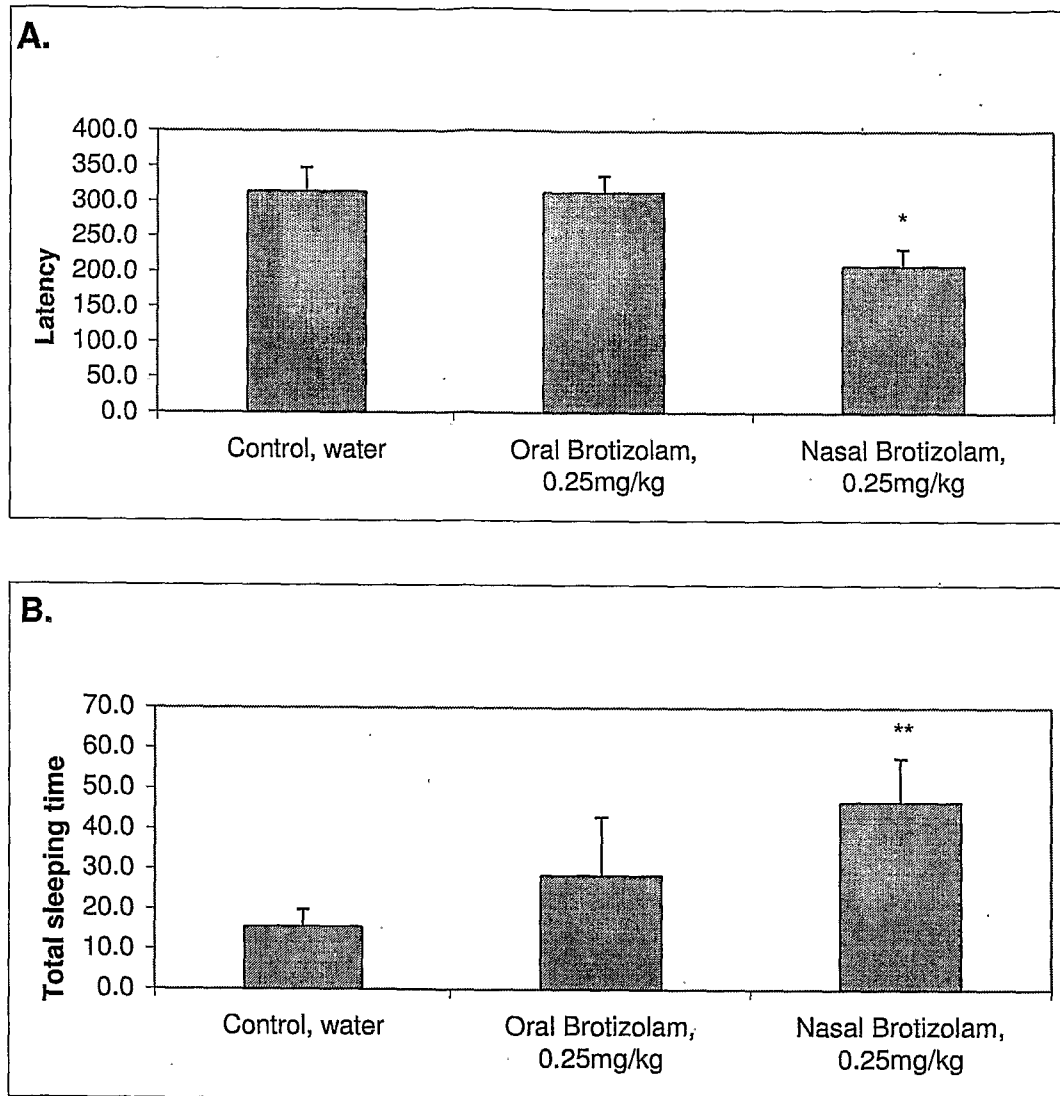 A.
400.0
350.0
300.0
250.0
200.0
150.0
100.0
50.0
0.0
Latency
*
Control, water
Oral Brotizolam,
0.25mg/kg
Nasal Brotizolam,
0.25mg/kg
B.
70.0
60.0
50.0
40.0
30.0
20.0
10.0
0.0
Total sleeping time
**
Control, water
Oral Brotizolam,
0.25mg/kg
Nasal Brotizolam,
0.25mg/kg